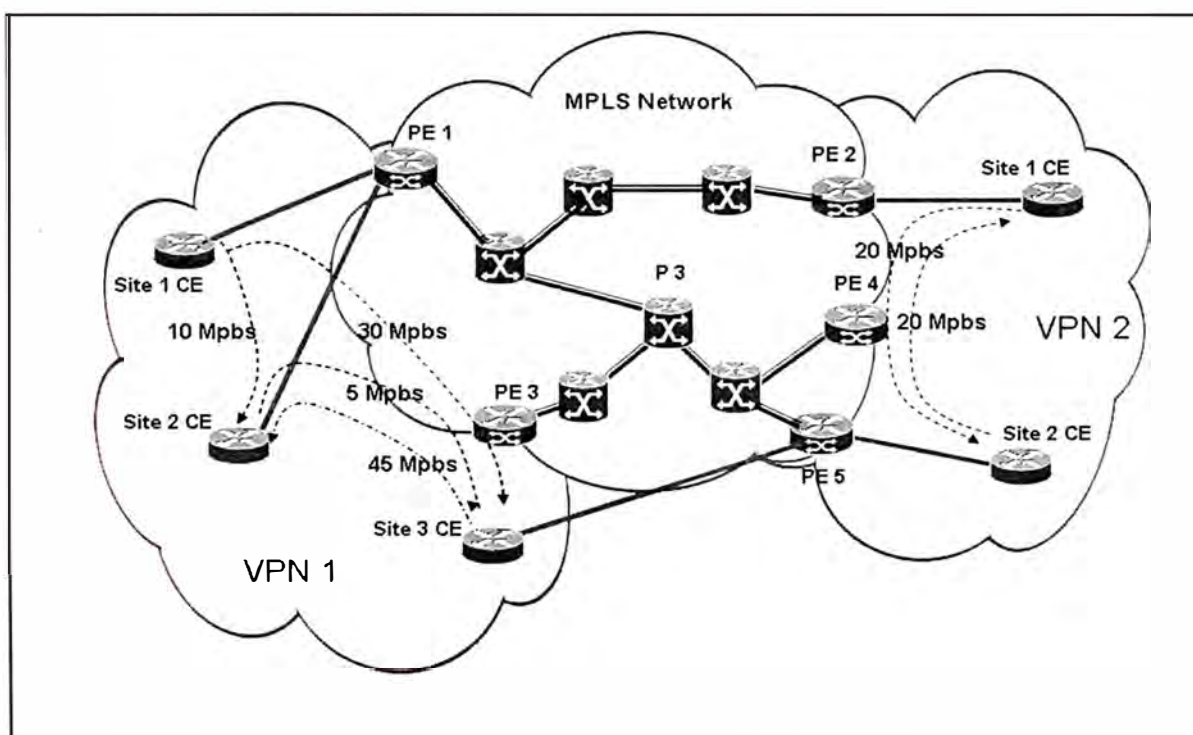 MPLS Network
PE 1
PE 2
Site 1 CE
Site 1 CE
20 Mpbs
P 3
PE 4
10 Mpbs
30 Mpbs
20 Mpbs
VPN 2
5 Mpbs
PE 3
Site 2 CE
Site 2 CE
45 Mpbs
PE 5
Site 3 CE
VPN 1